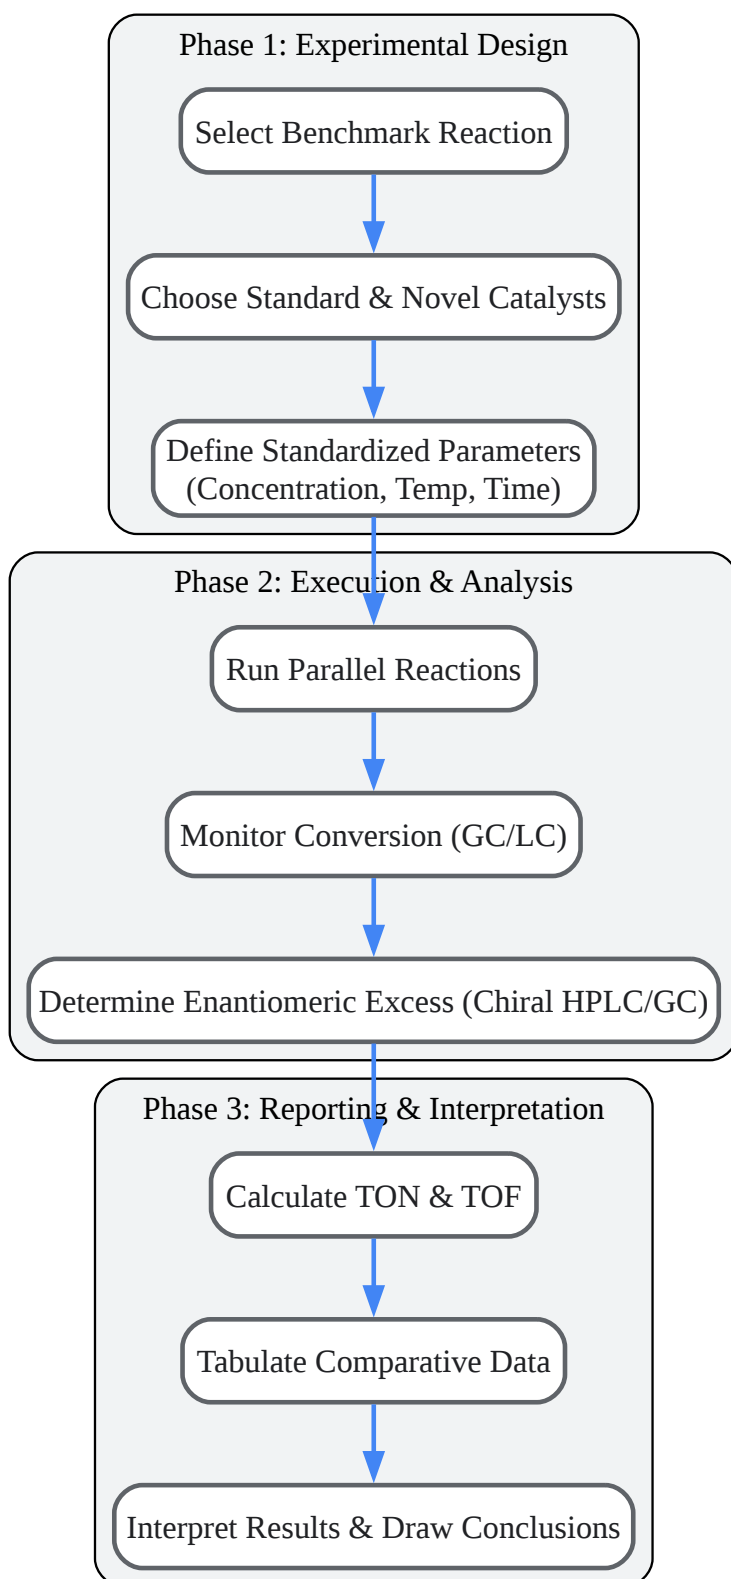 Phase 1: Experimental Design
Select Benchmark Reaction
Choose Standard & Novel Catalysts
Define Standardized Parameters
(Concentration, Temp, Time)
Phase 2: Execution & Analysis
Run Parallel Reactions
Monitor Conversion (GC/LC)
Determine Enantiomeric Excess (Chiral HPLC/GC)
Phase 3: Reporting & Interpretation
Calculate TON & TOF
Tabulate Comparative Data
Interpret Results & Draw Conclusions